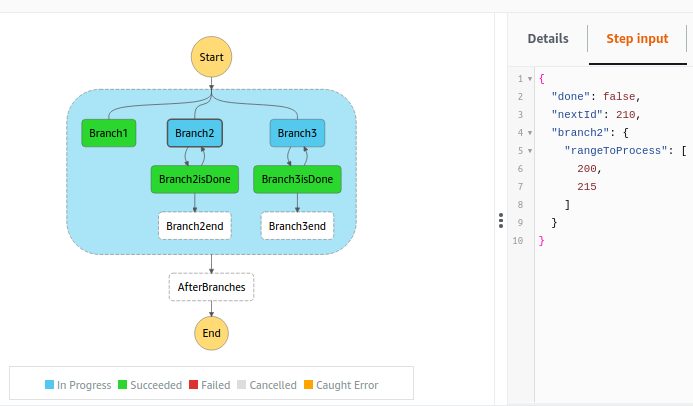 Start
Branch1
Branch2
Branch3
Branch2isDone
Branch3isDone
Branch2end
Branch3end
AfterBranches
End
In Progress Succeeded Failed Cancelled Caught Error
Details Step input
1 {
2 "done": false,
3 "nextId": 210,
4 "branch2": {
5 "rangeToProcess": [
6 200,
7 215
8 ]
9 }
10 }